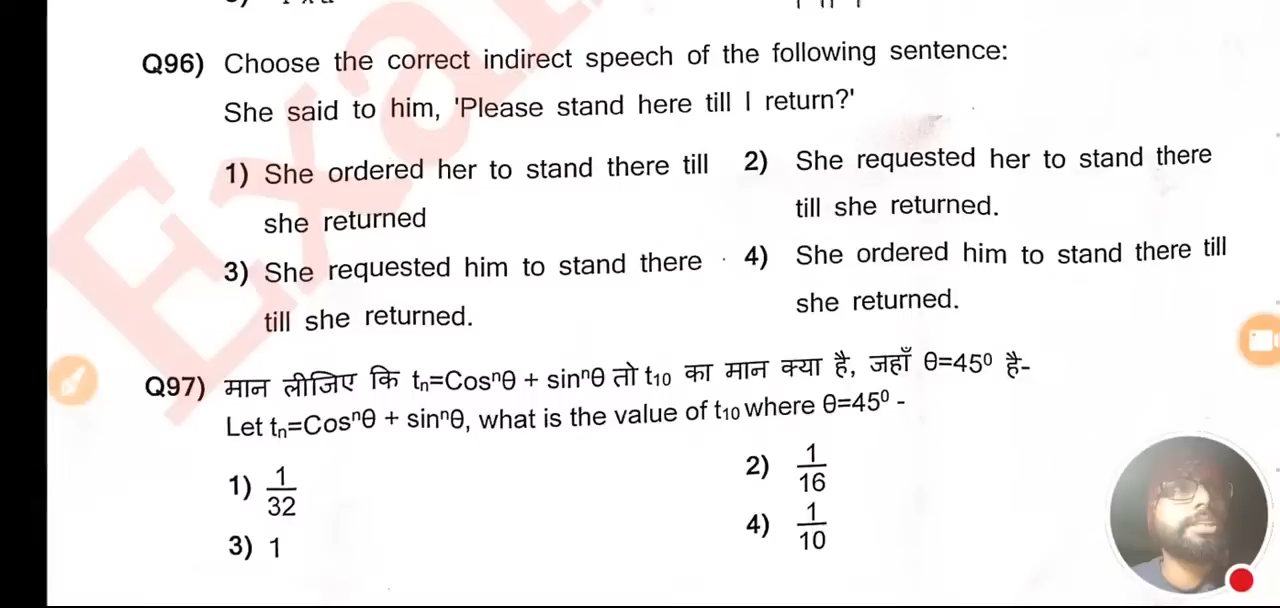 Q96) Choose the correct indirect speech of the following sentence:
She said to him, 'Please stand here till I return?'
1) She ordered her to stand there till she returned
2) She requested her to stand there till she returned.
3) She requested him to stand there till she returned.
4) She ordered him to stand there till she returned.
Q97) मान लीजिए कि tₙ=Cosⁿθ + sinⁿθ तो t₁₀ का मान क्या है, जहाँ θ=45⁰ है-
Let tₙ=Cosⁿθ + sinⁿθ, what is the value of t₁₀ where θ=45⁰ -
1) 1/32
2) 1/16
3) 1
4) 1/10
Exa